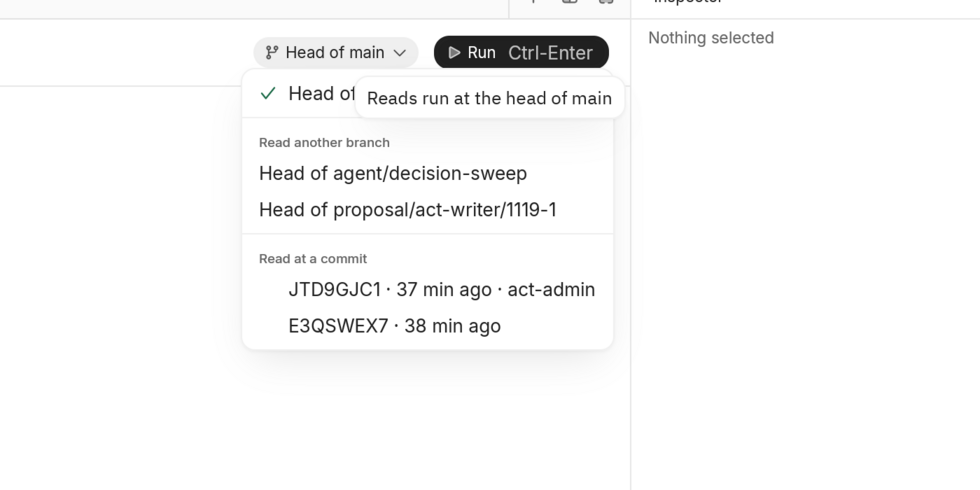 Inspector
Head of main
Run Ctrl-Enter
Nothing selected
Head of
Reads run at the head of main
Read another branch
Head of agent/decision-sweep
Head of proposal/act-writer/1119-1
Read at a commit
JTD9GJC1 · 37 min ago · act-admin
E3QSWEX7 · 38 min ago